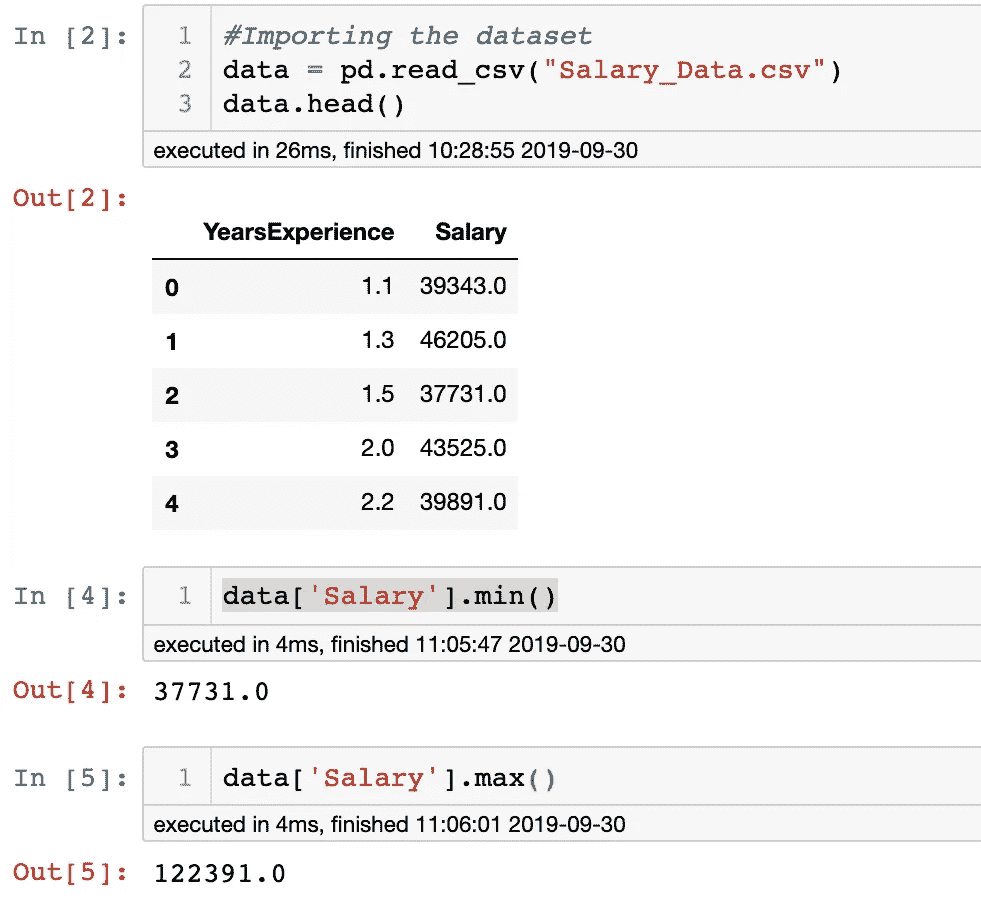 In [2]: 1 #Importing the dataset
2 data = pd.read_csv("Salary_Data.csv")
3 data.head()
executed in 26ms, finished 10:28:55 2019-09-30
Out[2]:
YearsExperience Salary
0 1.1 39343.0
1 1.3 46205.0
2 1.5 37731.0
3 2.0 43525.0
4 2.2 39891.0
In [4]: 1 data['Salary'].min()
executed in 4ms, finished 11:05:47 2019-09-30
Out[4]: 37731.0
In [5]: 1 data['Salary'].max()
executed in 4ms, finished 11:06:01 2019-09-30
Out[5]: 122391.0